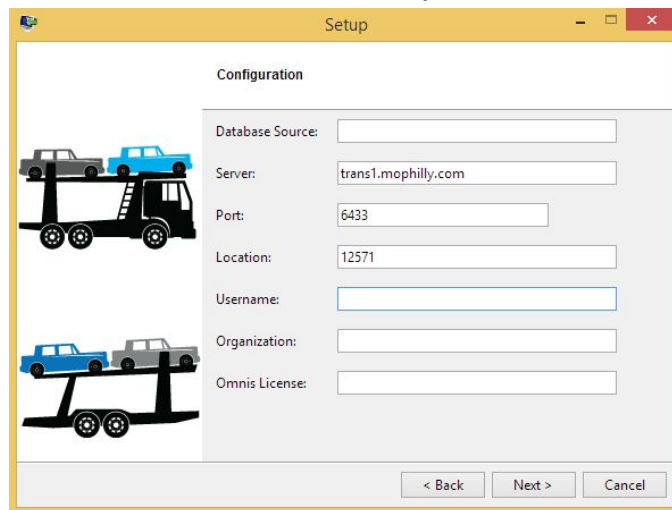 Setup
Configuration
Database Source:
Server: trans1.mophilly.com
Port: 6433
Location: 12571
Username:
Organization:
Omnis License:
< Back Next > Cancel